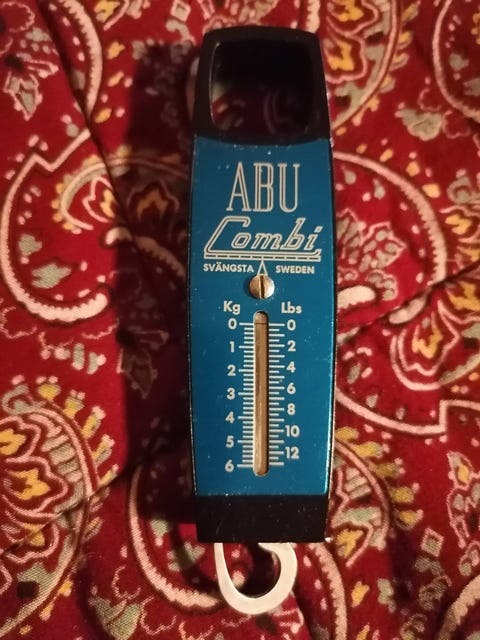 ABU
Combi
SVÄNGSTA SWEDEN
Kg Lbs
0 0
1 2
2 4
3 6
4 8
5 10
6 12